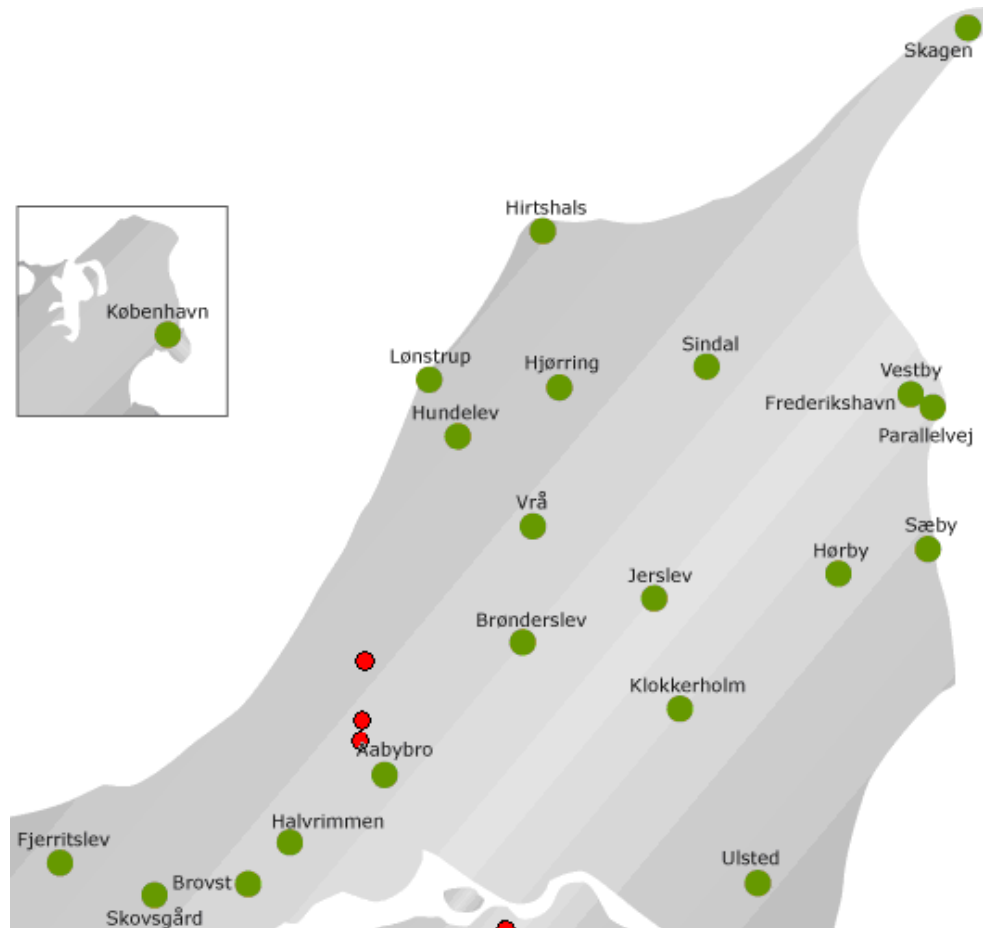 Skagen
Hirtshals
København
Sindal
Lønstrup
Hjørring
Vestby
Frederikshavn
Hundelev
Parallelvej
Vrå
Sæby
Hørby
Jerslev
Brønderslev
Klokkerholm
Aabybro
Halvrimmen
Fjerritslev
Ulsted
Brovst
Skovsgård